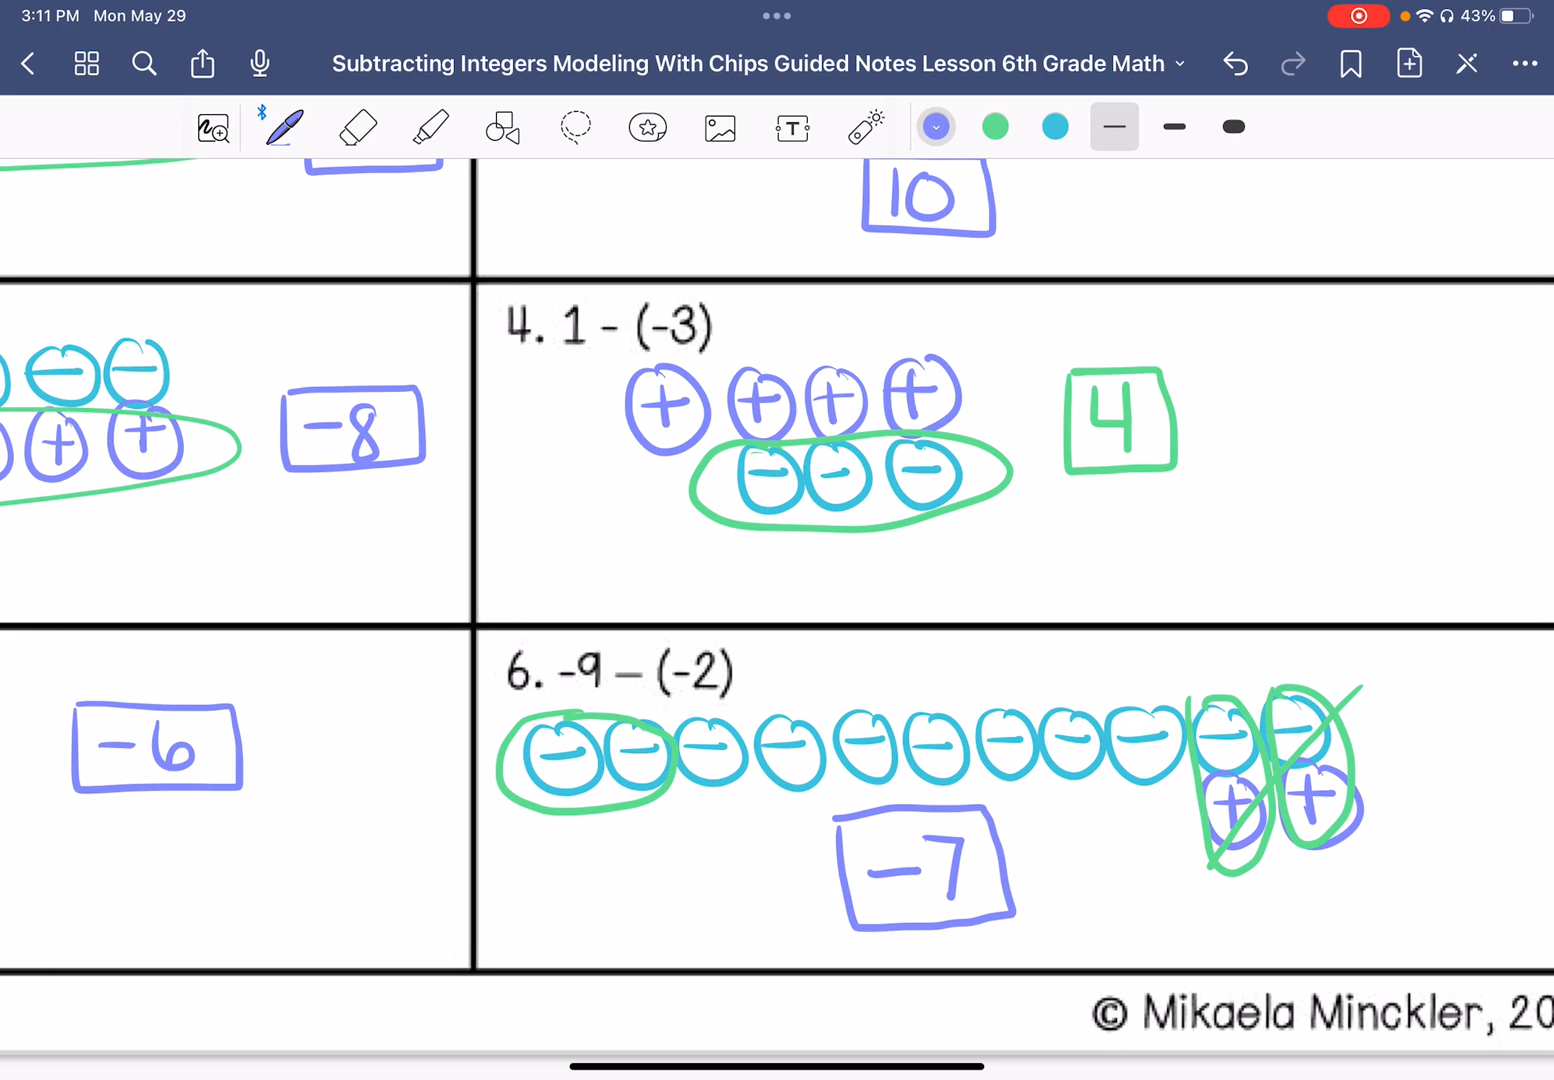 3:11 PM Mon May 29
43%
Subtracting Integers Modeling With Chips Guided Notes Lesson 6th Grade Math
T
10
4. 1 - (-3)
− − + + + +
+ + -8 − − − 4
6. -9 – (-2)
-6 − − − − − − − − − − −
+ +
-7
© Mikaela Minckler, 20